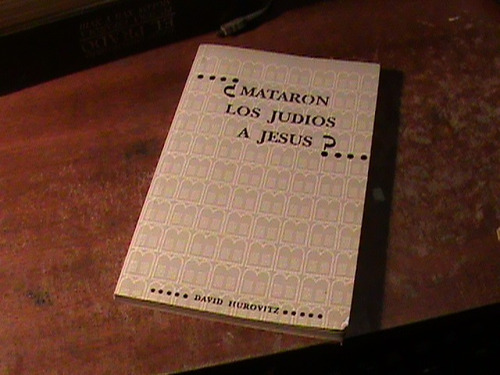 ¿MATARON
LOS JUDIOS
A JESUS?
DAVID HUROVITZ